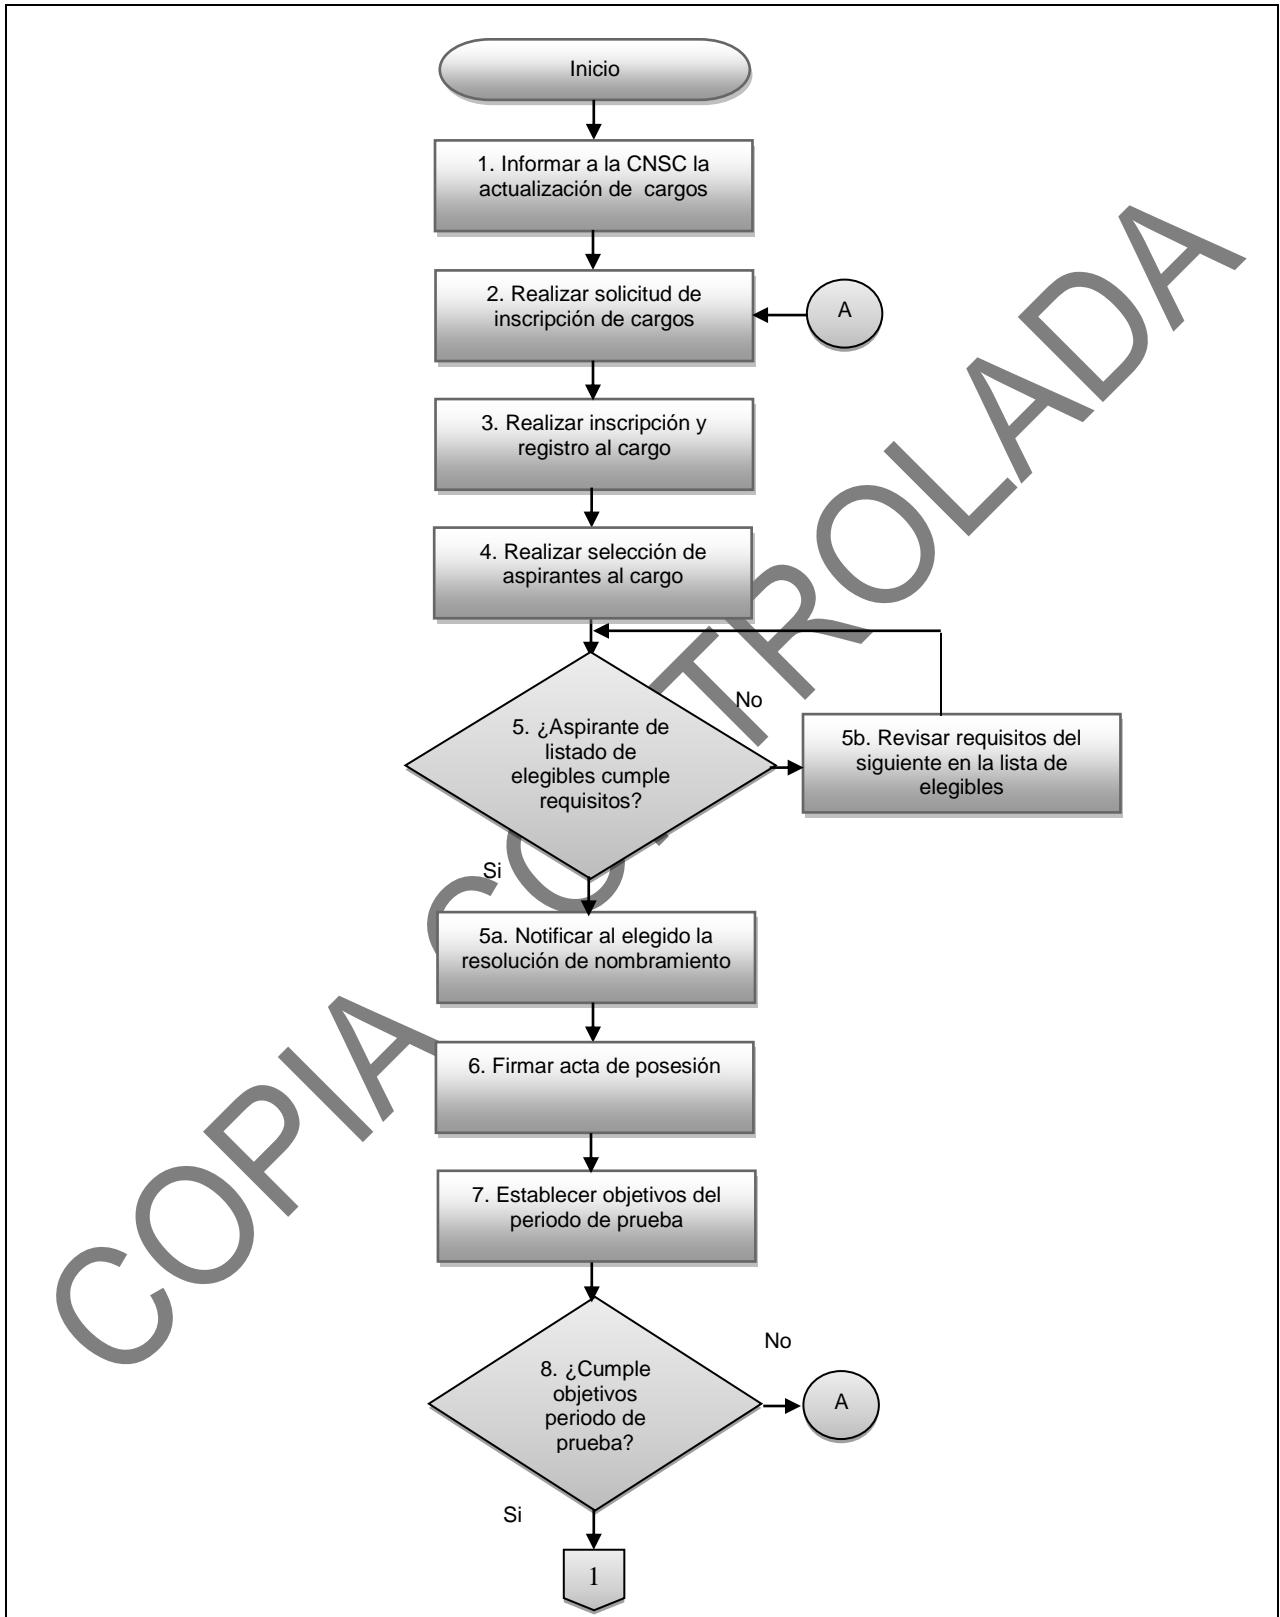 Inicio
1. Informar a la CNSC la
actualización de cargos
2. Realizar solicitud de
inscripción de cargos
A
3. Realizar inscripción y
registro al cargo
4. Realizar selección de
aspirantes al cargo
No
5. ¿Aspirante de
listado de
elegibles cumple
requisitos?
5b. Revisar requisitos del
siguiente en la lista de
elegibles
Si
5a. Notificar al elegido la
resolución de nombramiento
6. Firmar acta de posesión
7. Establecer objetivos del
periodo de prueba
No
8. ¿Cumple
objetivos
periodo de
prueba?
A
Si
1
COPIA CONTROLADA